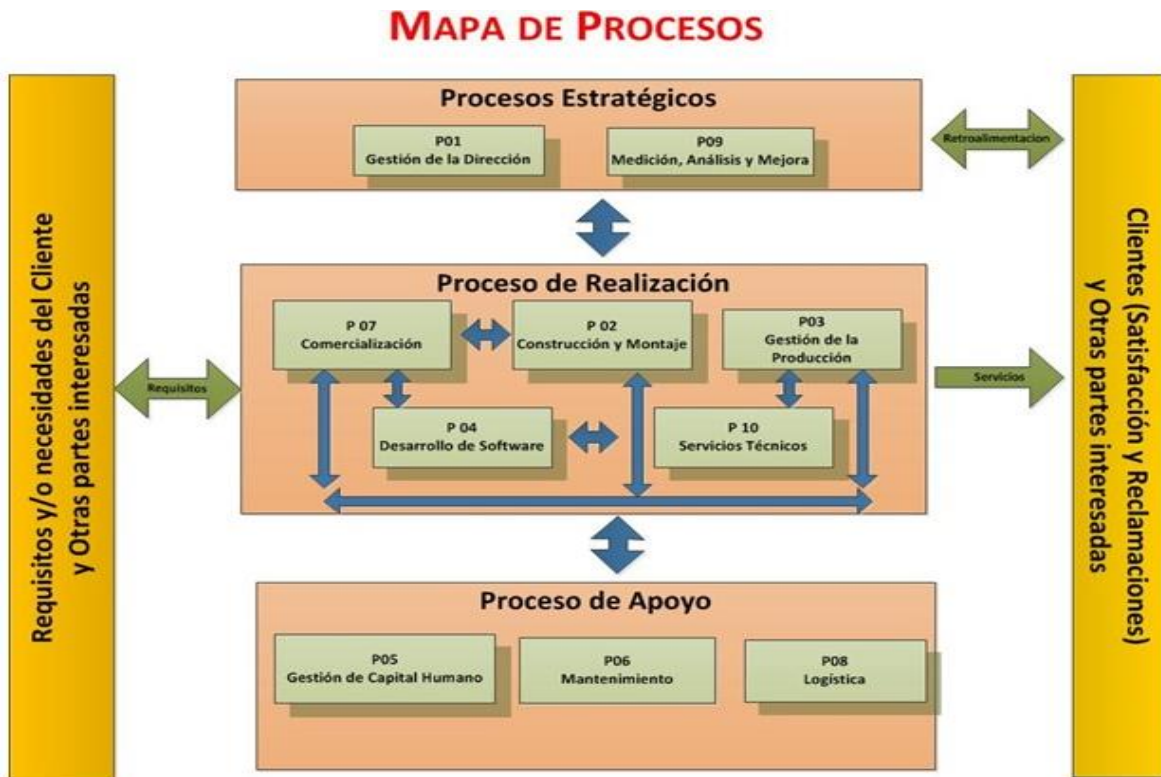 MAPA DE PROCESOS
Requisitos y/o necesidades del Cliente
y Otras partes interesadas
Procesos Estratégicos
P01
Gestión de la Dirección
P09
Medición, Análisis y Mejora
Retroalimentacion
Proceso de Realización
P 07
Comercialización
P 02
Construcción y Montaje
P03
Gestión de la
Producción
Requisitos
Servicios
P 04
Desarrollo de Software
P 10
Servicios Técnicos
Proceso de Apoyo
P05
Gestión de Capital Humano
P06
Mantenimiento
P08
Logística
Clientes (Satisfacción y Reclamaciones)
y Otras partes interesadas